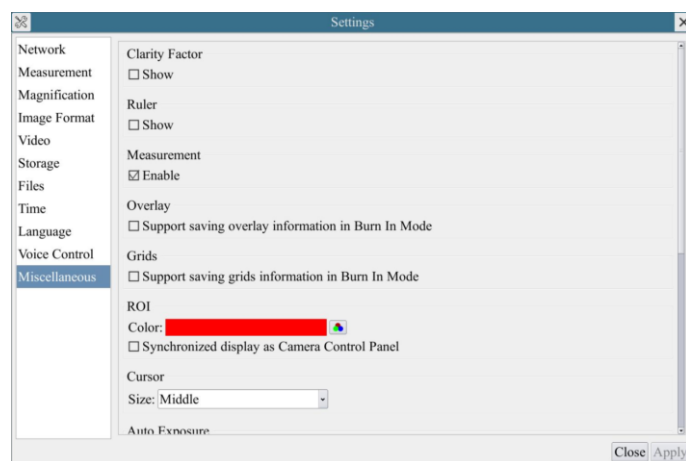 Settings
Network
Measurement
Magnification
Image Format
Video
Storage
Files
Time
Language
Voice Control
Miscellaneous
Clarity Factor
Show
Ruler
Show
Measurement
Enable
Overlay
Support saving overlay information in Burn In Mode
Grids
Support saving grids information in Burn In Mode
ROI
Color:
Synchronized display as Camera Control Panel
Cursor
Size: Middle
Auto Exposure
Close Apply